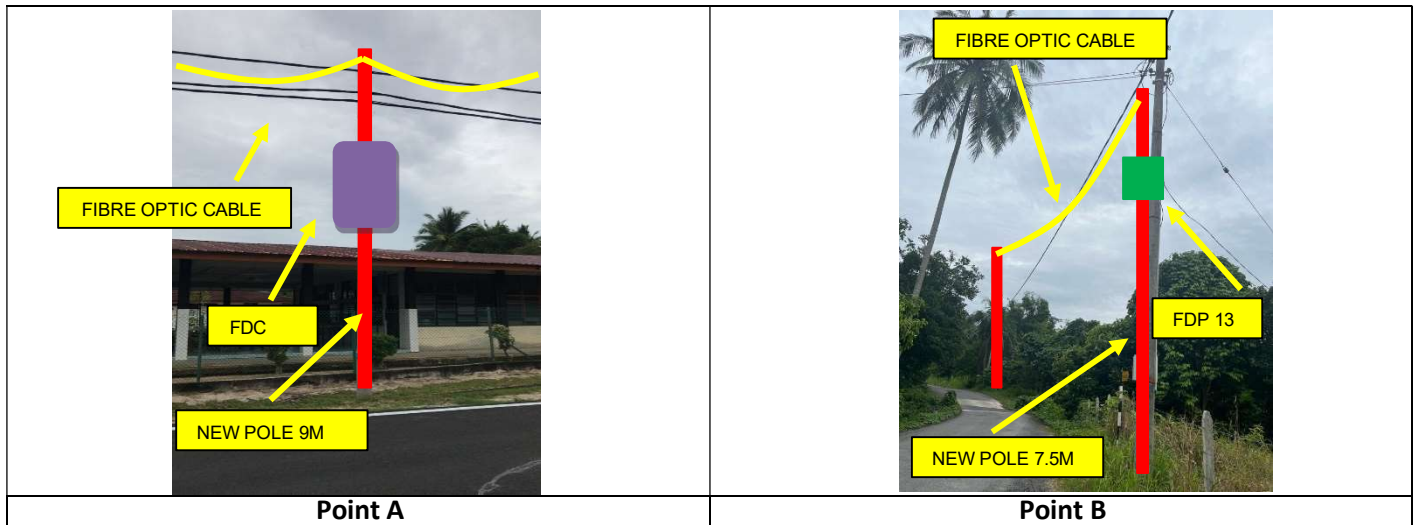 FIBRE OPTIC CABLE
FDC
NEW POLE 9M
Point A
FIBRE OPTIC CABLE
FDP 13
NEW POLE 7.5M
Point B